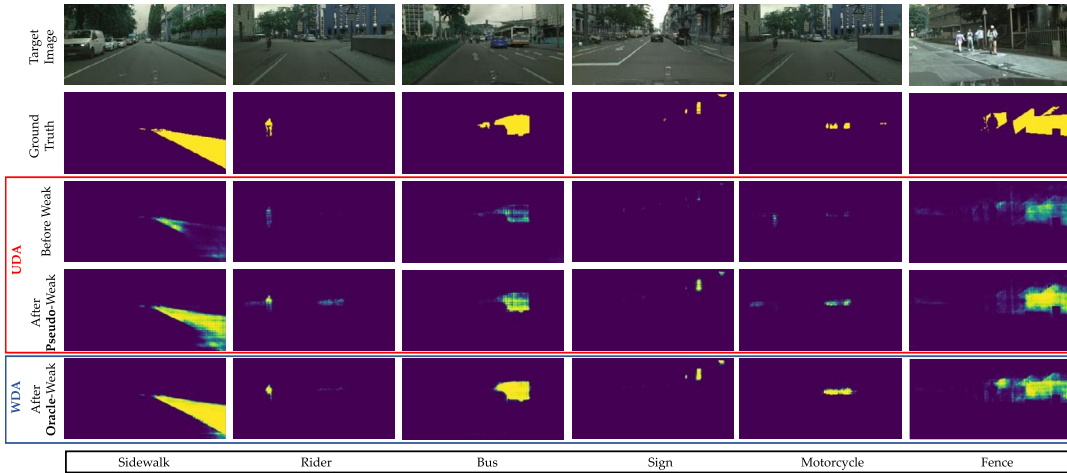 Target
Image
Ground
Truth
UDA
Before Weak
After
Pseudo-Weak
WDA
After
Oracle-Weak
Sidewalk Rider Bus Sign Motorcycle Fence